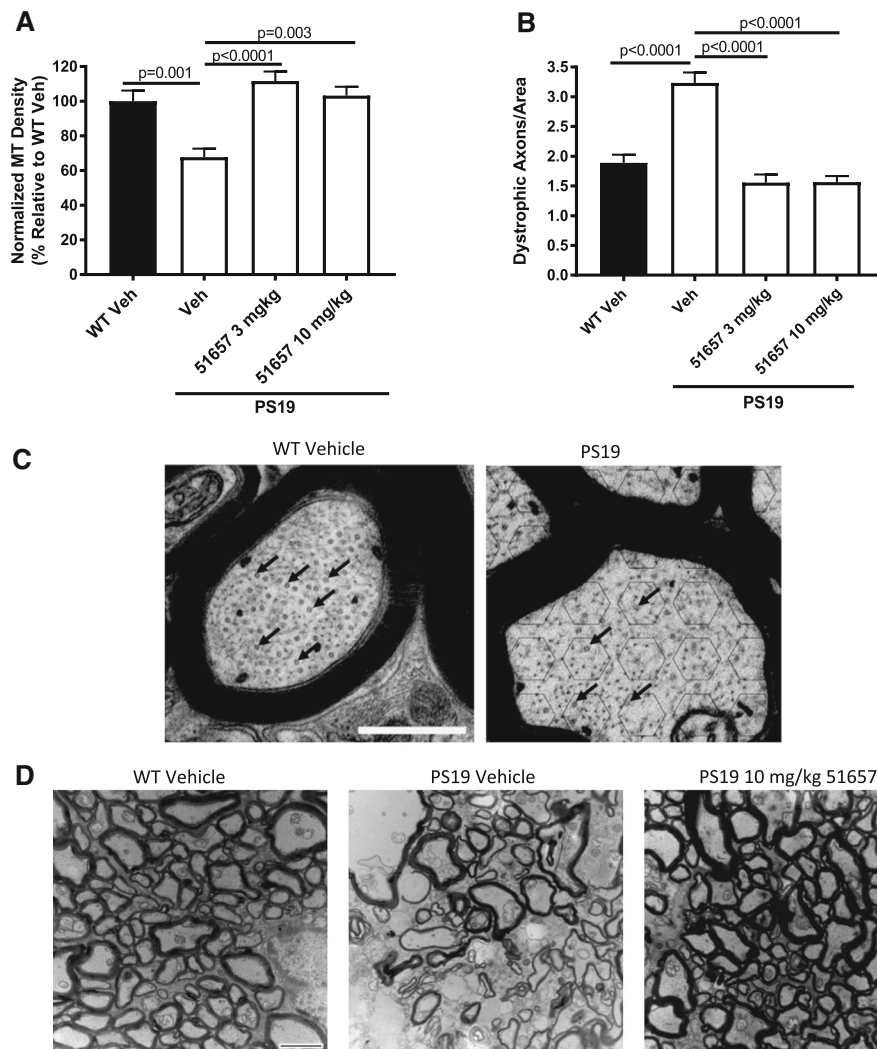 A
p=0.003
p<0.0001
p=0.001
Normalized MT Density
(% Relative to WT Veh)
120
100
80
60
40
20
0
WT Veh
Veh
51657 3 mgkg
51657 10 mg/kg
PS19
B
p<0.0001
p<0.0001
p<0.0001
Dystrophic Axons/Area
3.5
3.0
2.5
2.0
1.5
1.0
0.5
0.0
WT Veh
Veh
51657 3 mg/kg
51657 10 mg/kg
PS19
C
WT Vehicle
PS19
D
WT Vehicle
PS19 Vehicle
PS19 10 mg/kg 51657